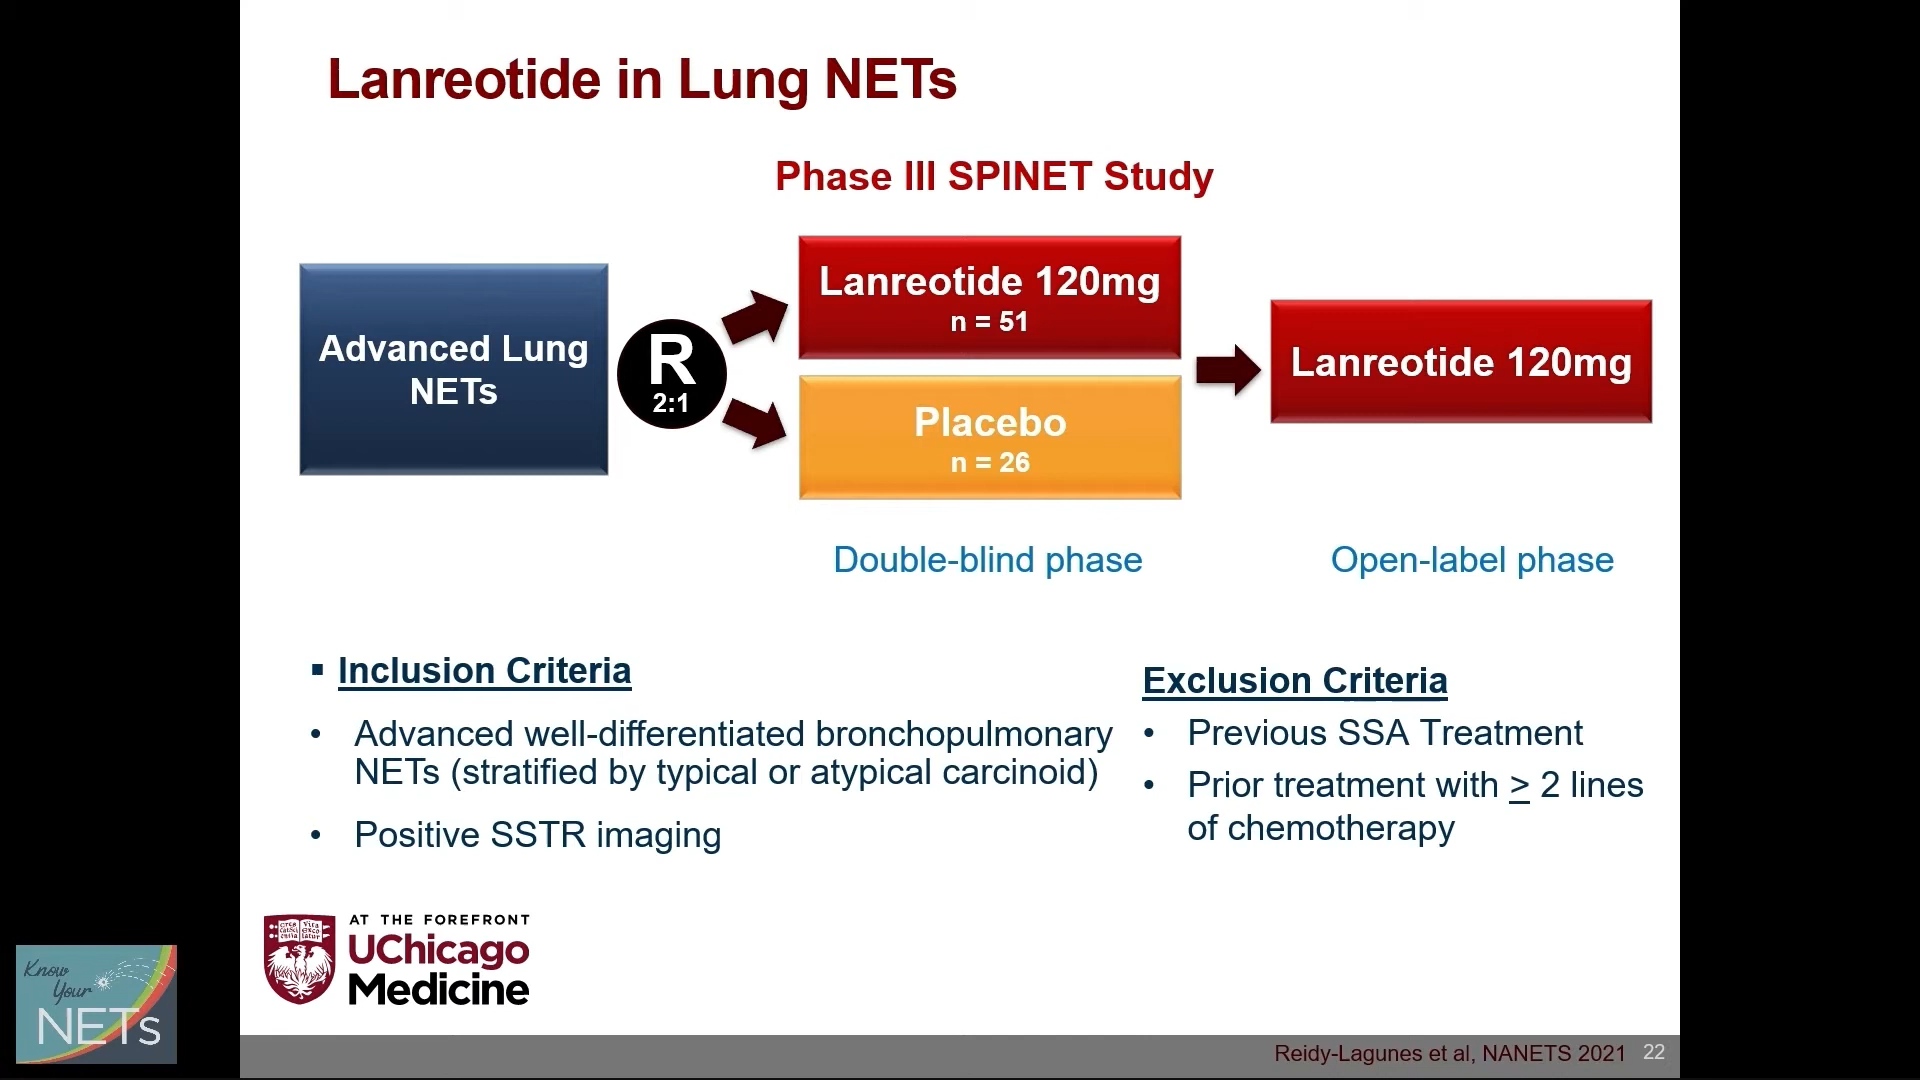 Lanreotide in Lung NETs
Phase III SPINET Study
Advanced Lung
NETs
R
2:1
Lanreotide 120mg
n = 51
Placebo
n = 26
Lanreotide 120mg
Double-blind phase
Open-label phase
▪ Inclusion Criteria
• Advanced well-differentiated bronchopulmonary
NETs (stratified by typical or atypical carcinoid)
• Positive SSTR imaging
Exclusion Criteria
• Previous SSA Treatment
• Prior treatment with ≥ 2 lines
of chemotherapy
AT THE FOREFRONT
UChicago
Medicine
Know
Your
NETs
Reidy-Lagunes et al, NANETS 2021
22